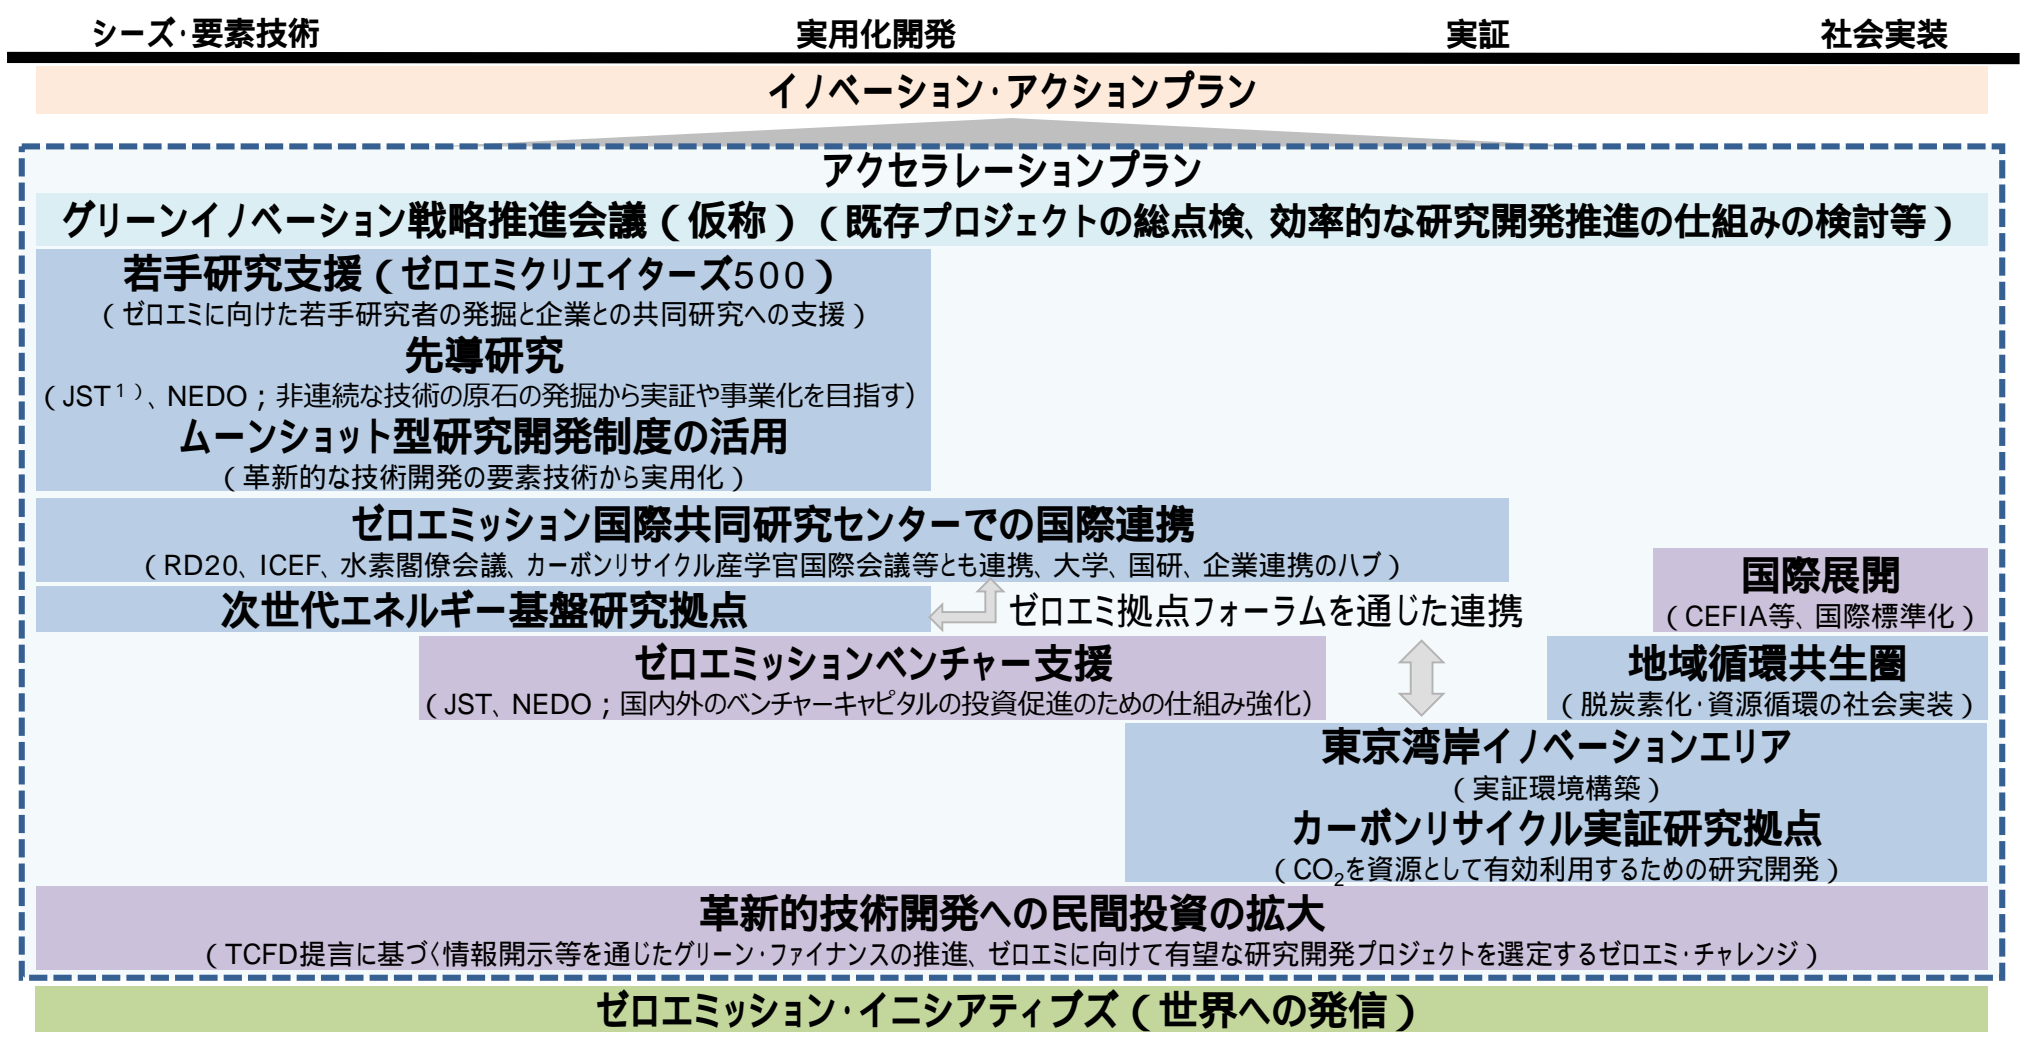 シーズ・要素技術 実用化開発 実証 社会実装
イノベーション・アクションプラン
アクセラレーションプラン
グリーンイノベーション戦略推進会議(仮称)(既存プロジェクトの総点検、効率的な研究開発推進の仕組みの検討等)
若手研究支援(ゼロエミクリエイターズ500)
(ゼロエミに向けた若手研究者の発掘と企業との共同研究への支援)
先導研究
(JST1)、NEDO;非連続な技術の原石の発掘から実証や事業化を目指す)
ムーンショット型研究開発制度の活用
(革新的な技術開発の要素技術から実用化)
ゼロエミッション国際共同研究センターでの国際連携
(RD20、ICEF、水素閣僚会議、カーボンリサイクル産学官国際会議等とも連携、大学、国研、企業連携のハブ)
国際展開
(CEFIA等、国際標準化)
次世代エネルギー基盤研究拠点
ゼロエミ拠点フォーラムを通じた連携
ゼロエミッションベンチャー支援
(JST、NEDO;国内外のベンチャーキャピタルの投資促進のための仕組み強化)
地域循環共生圏
(脱炭素化・資源循環の社会実装)
東京湾岸イノベーションエリア
(実証環境構築)
カーボンリサイクル実証研究拠点
(CO2を資源として有効利用するための研究開発)
革新的技術開発への民間投資の拡大
(TCFD提言に基づく情報開示等を通じたグリーン・ファイナンスの推進、ゼロエミに向けて有望な研究開発プロジェクトを選定するゼロエミ・チャレンジ)
ゼロエミッション・イニシアティブズ(世界への発信)